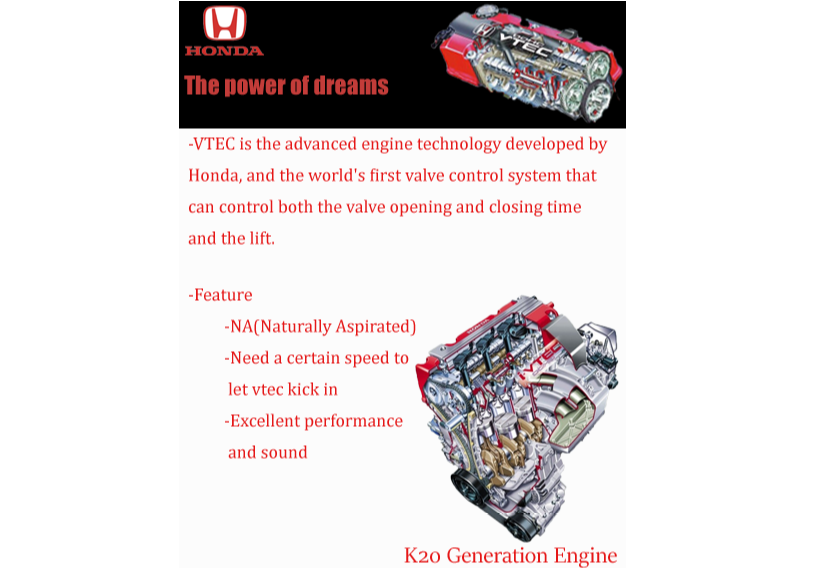 HONDA
The power of dreams
VTEC
-VTEC is the advanced engine technology developed by
Honda, and the world's first valve control system that
can control both the valve opening and closing time
and the lift.
-Feature
-NA(Naturally Aspirated)
-Need a certain speed to
let vtec kick in
-Excellent performance
and sound
K20 Generation Engine